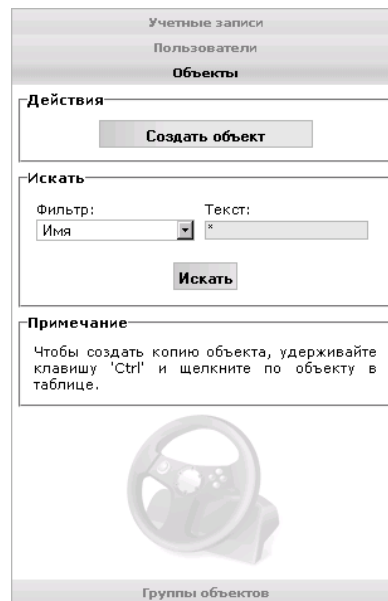 Учетные записи
Пользователи
Объекты
Действия
Создать объект
Искать
Фильтр: Текст:
Имя *
Искать
Примечание
Чтобы создать копию объекта, удерживайте
клавишу 'Ctrl' и щелкните по объекту в
таблице.
Группы объектов